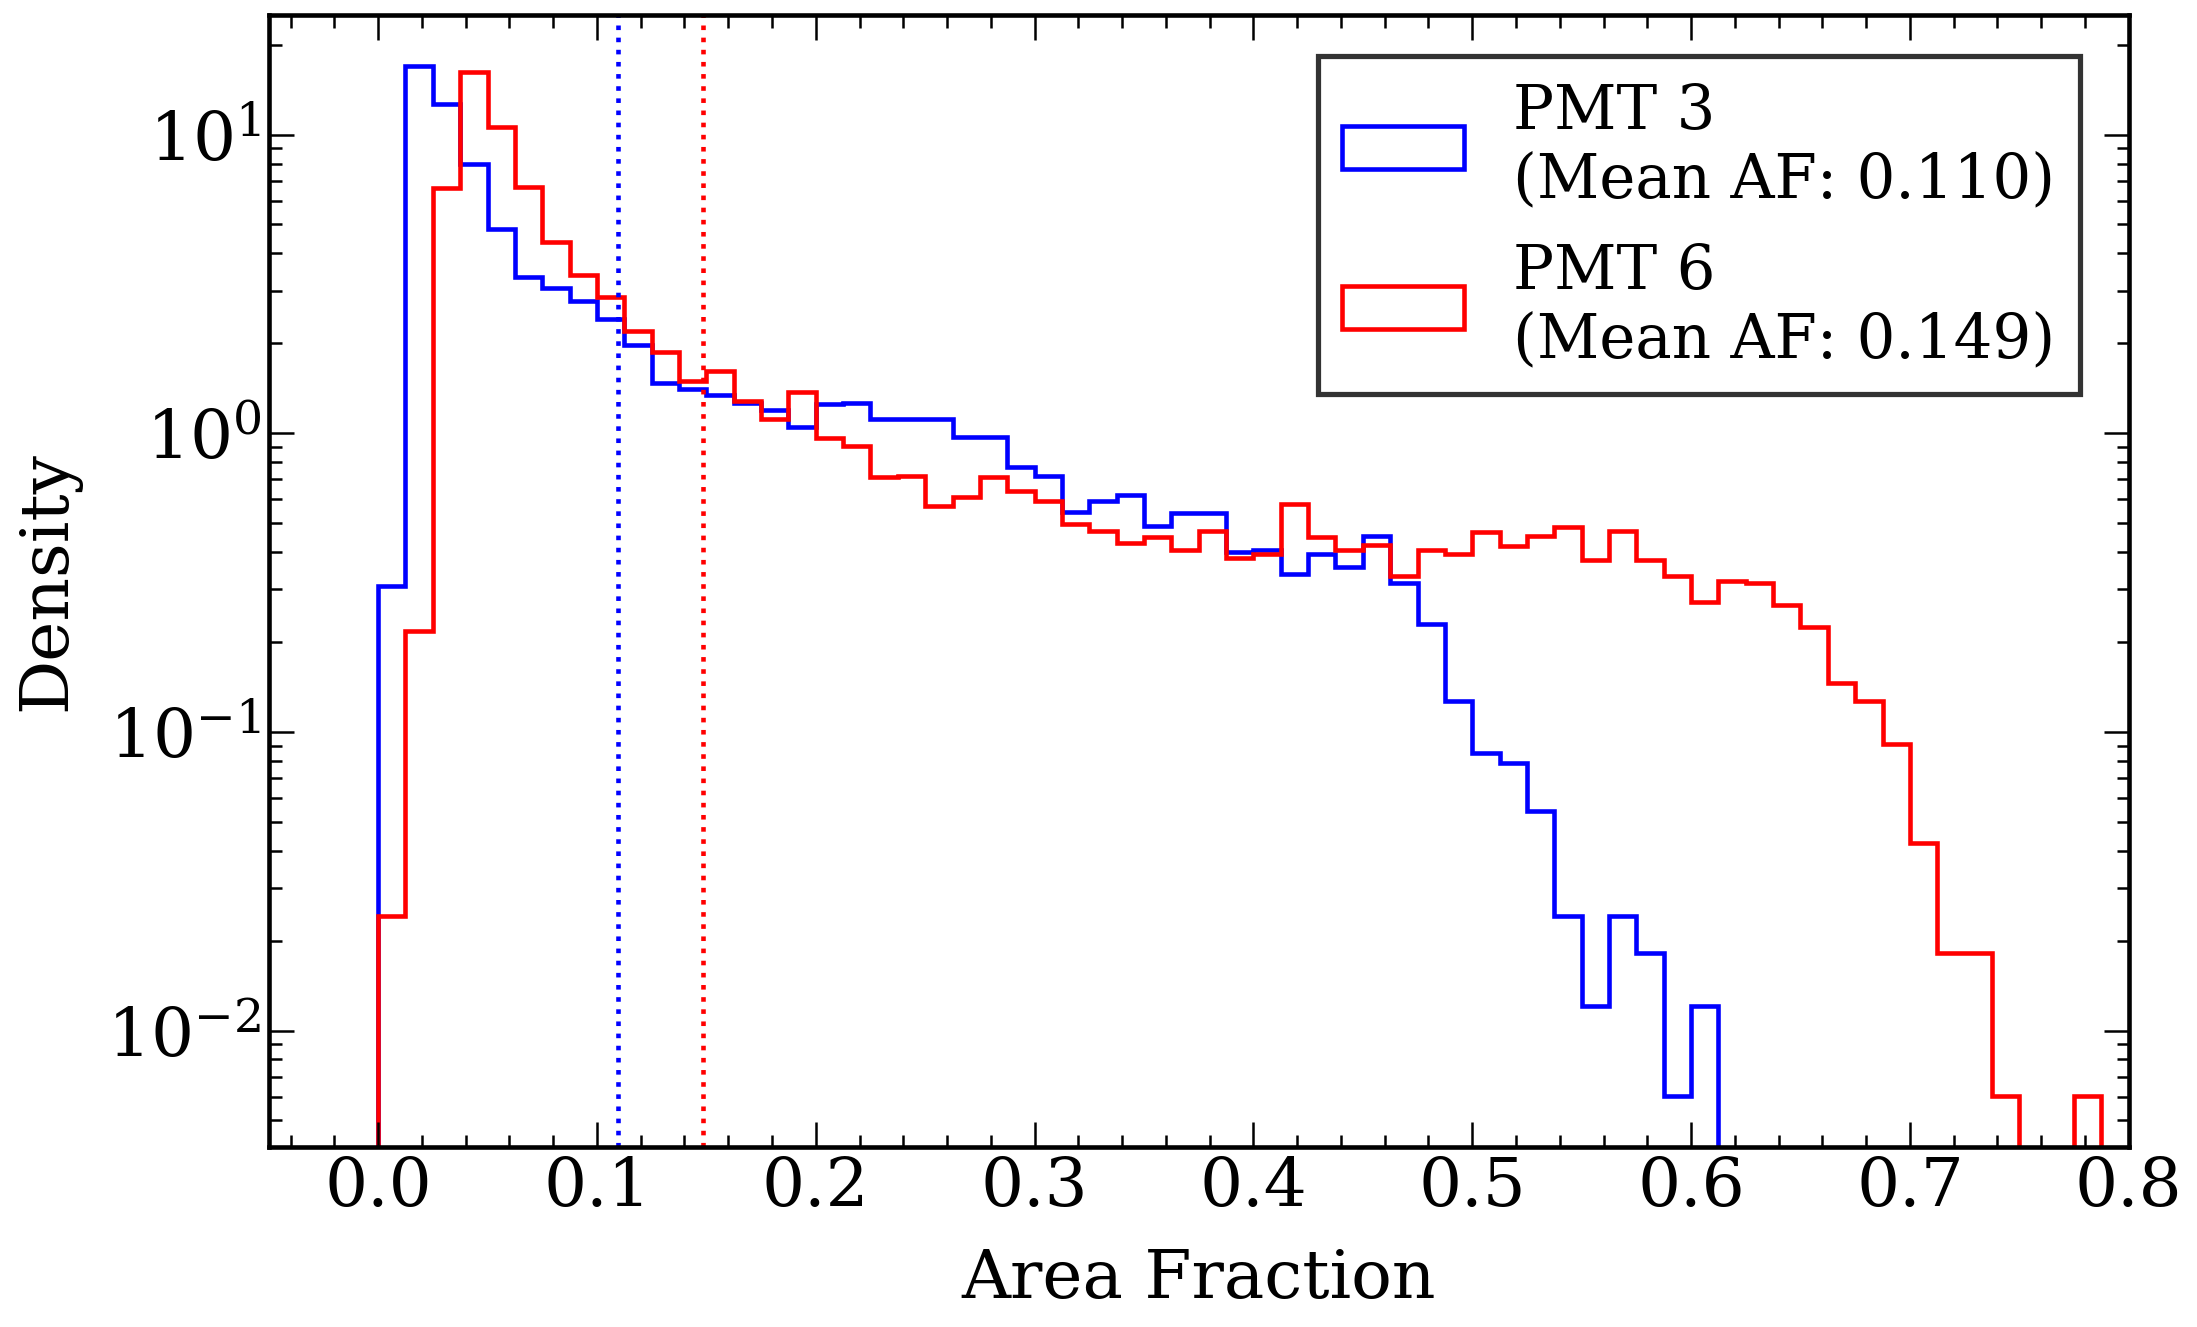 PMT 3
(Mean AF: 0.110)
PMT 6
(Mean AF: 0.149)
10¹
10⁰
10⁻¹
10⁻²
Density
0.0 0.1 0.2 0.3 0.4 0.5 0.6 0.7 0.8
Area Fraction